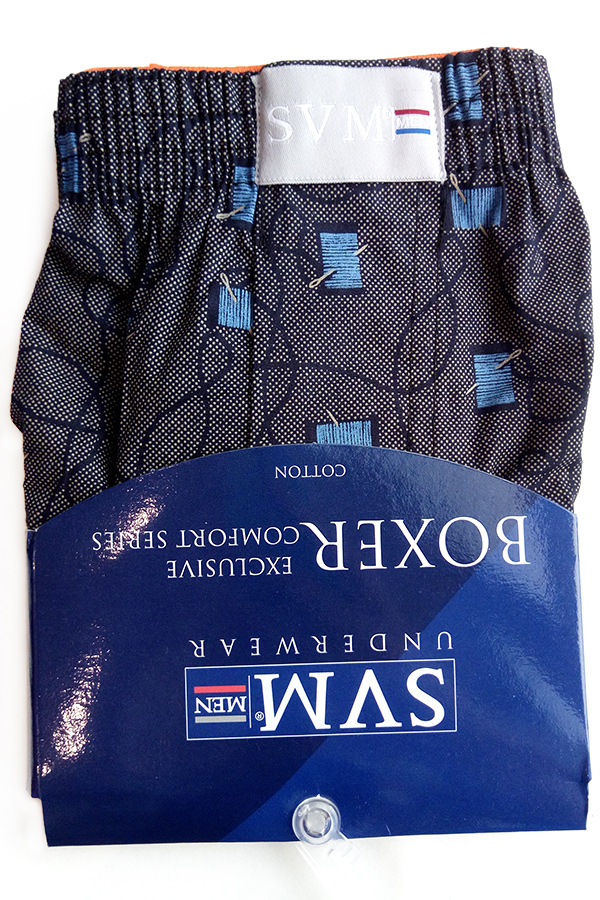 SVM® MEN
SVM® MEN
UNDERWEAR
BOXER EXCLUSIVE
COMFORT SERIES
COTTON